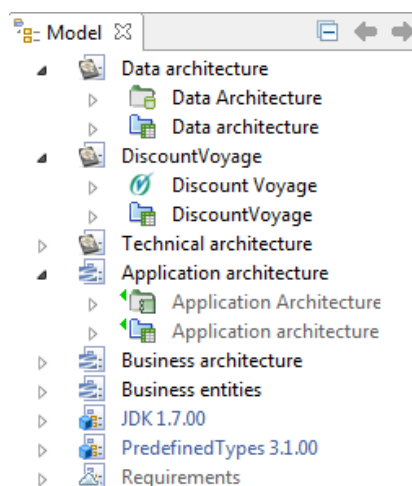 Model
Data architecture
Data Architecture
Data architecture
DiscountVoyage
Discount Voyage
DiscountVoyage
Technical architecture
Application architecture
Application Architecture
Application architecture
Business architecture
Business entities
JDK 1.7.00
PredefinedTypes 3.1.00
Requirements